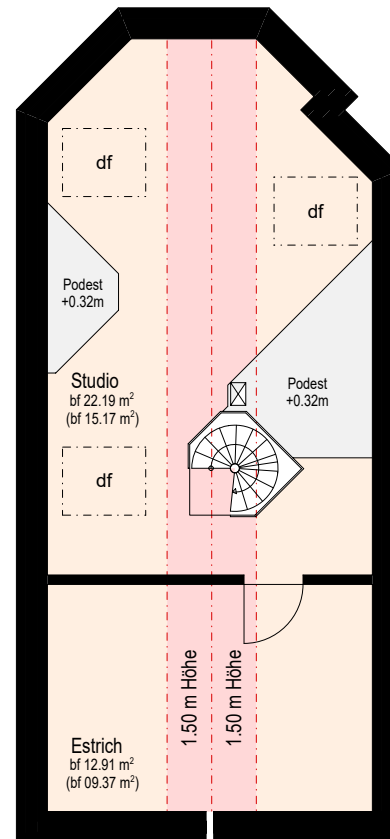 df
df
Podest
+0.32m
Studio
bf 22.19 m²
(bf 15.17 m²)
Podest
+0.32m
df
1.50 m Höhe
1.50 m Höhe
Estrich
bf 12.91 m²
(bf 09.37 m²)